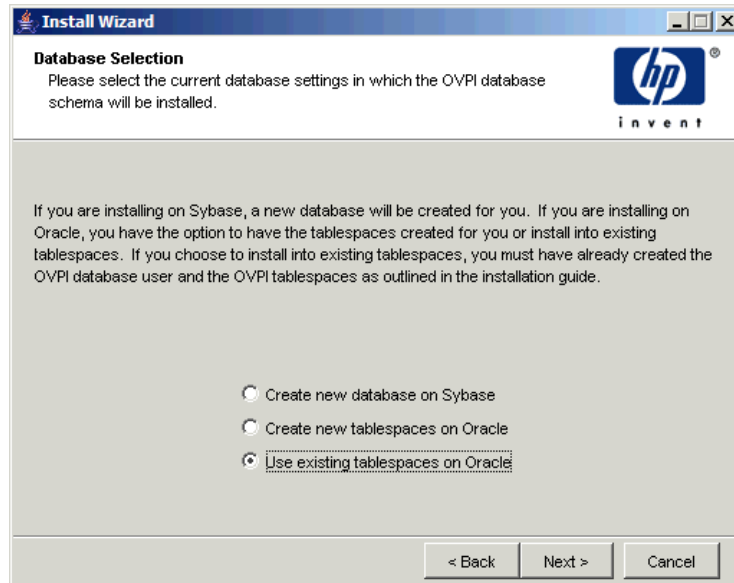 Install Wizard
Database Selection
Please select the current database settings in which the OVPI database
schema will be installed.
hp
®
invent
If you are installing on Sybase, a new database will be created for you. If you are installing on
Oracle, you have the option to have the tablespaces created for you or install into existing
tablespaces. If you choose to install into existing tablespaces, you must have already created the
OVPI database user and the OVPI tablespaces as outlined in the installation guide.
Create new database on Sybase
Create new tablespaces on Oracle
Use existing tablespaces on Oracle
< Back
Next >
Cancel